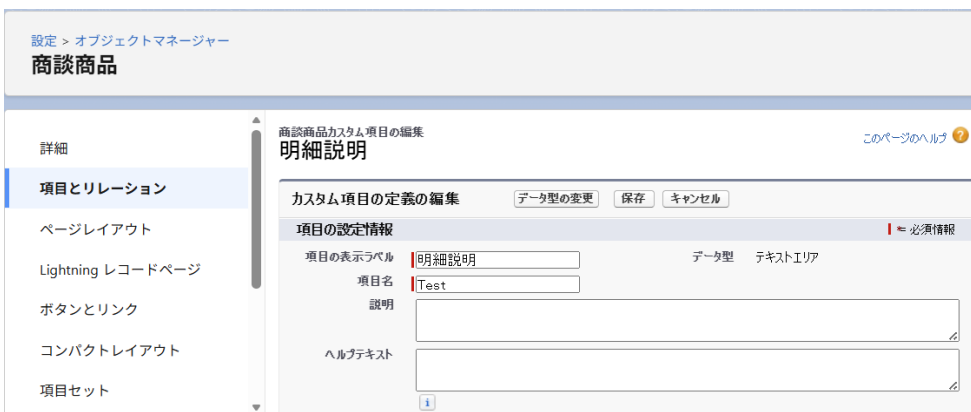 設定 > オブジェクトマネージャー
商談商品
詳細
項目とリレーション
ページレイアウト
Lightning レコードページ
ボタンとリンク
コンパクトレイアウト
項目セット
商談商品カスタム項目の編集
明細説明
このページのヘルプ ?
カスタム項目の定義の編集 データ型の変更 保存 キャンセル
項目の設定情報 = 必須情報
項目の表示ラベル 明細説明 データ型 テキストエリア
項目名 Test
説明
ヘルプテキスト
i